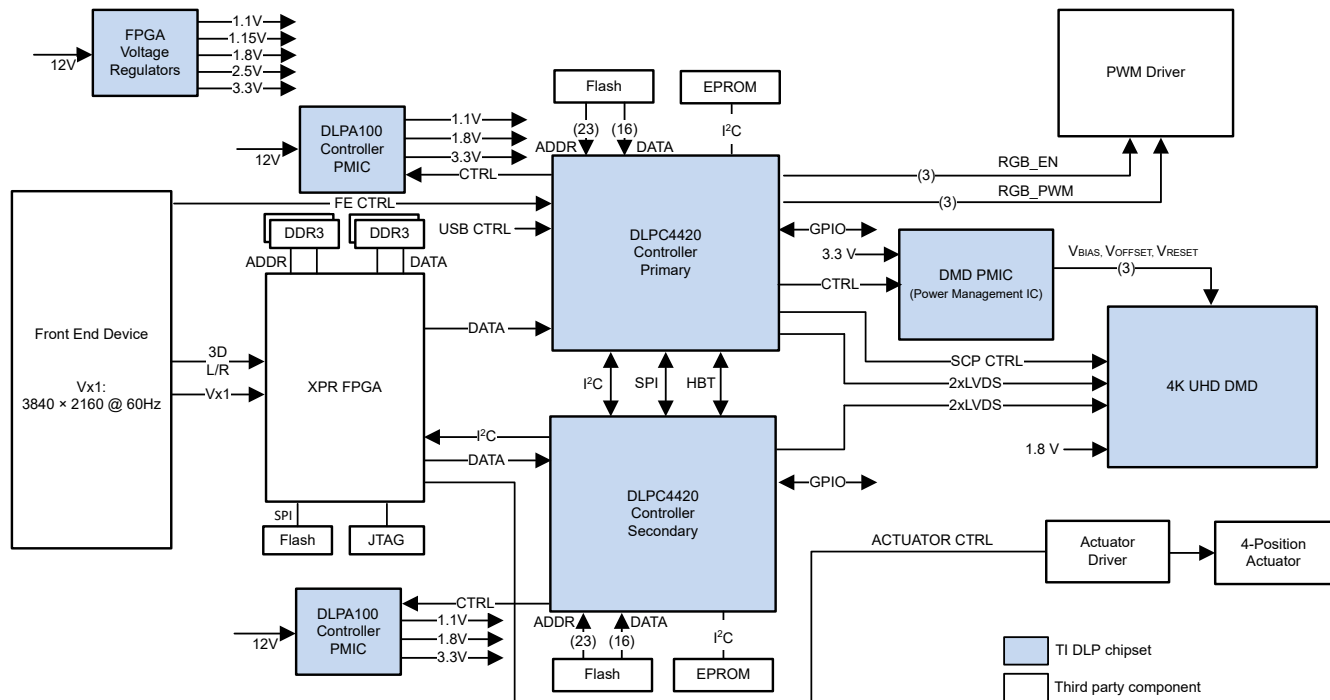 FPGA
Voltage
Regulators
12V
1.1V
1.15V
1.8V
2.5V
3.3V
DLPA100
Controller
PMIC
12V
1.1V
1.8V
3.3V
CTRL
Flash
(23)
(16)
ADDR
DATA
EPROM
I²C
PWM Driver
RGB_EN
(3)
RGB_PWM
(3)
FE CTRL
USB CTRL
DLPC4420
Controller
Primary
GPIO
3.3 V
CTRL
DMD PMIC
(Power Management IC)
VBIAS, VOFFSET, VRESET
(3)
DDR3
DDR3
ADDR
DATA
Front End Device
Vx1:
3840 × 2160 @ 60Hz
3D
L/R
Vx1
XPR FPGA
DATA
I²C
SPI
HBT
SCP CTRL
2xLVDS
2xLVDS
4K UHD DMD
1.8 V
I²C
DATA
DLPC4420
Controller
Secondary
GPIO
SPI
Flash
JTAG
ACTUATOR CTRL
Actuator
Driver
4-Position
Actuator
DLPA100
Controller
PMIC
12V
CTRL
1.1V
1.8V
3.3V
ADDR
DATA
(23)
(16)
Flash
I²C
EPROM
TI DLP chipset
Third party component